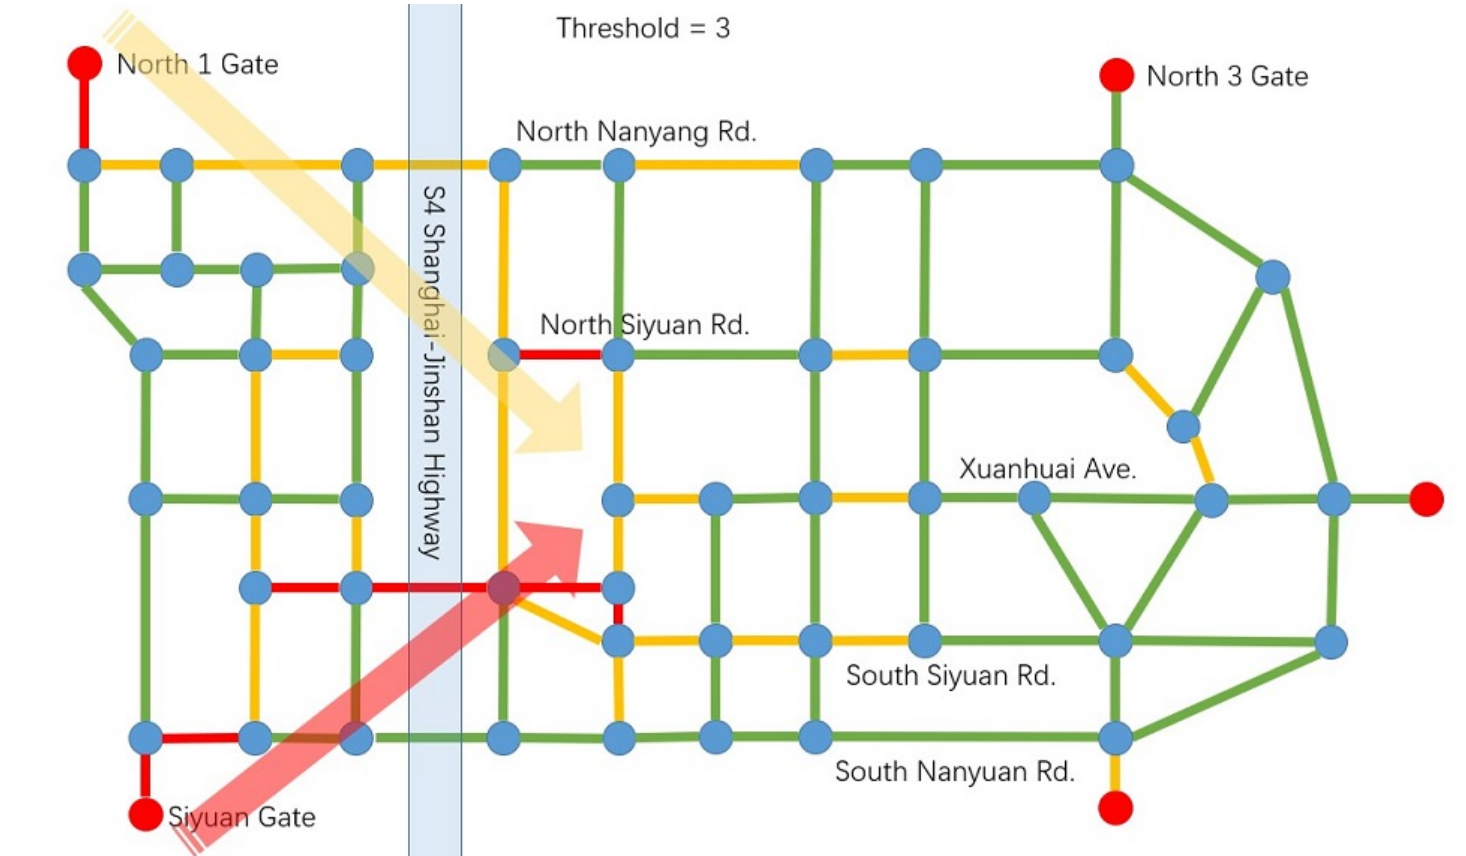 Threshold = 3
North 1 Gate
North 3 Gate
North Nanyang Rd.
S4 Shanghai-Jinshan Highway
North Siyuan Rd.
Xuanhuai Ave.
South Siyuan Rd.
South Nanyuan Rd.
Siyuan Gate